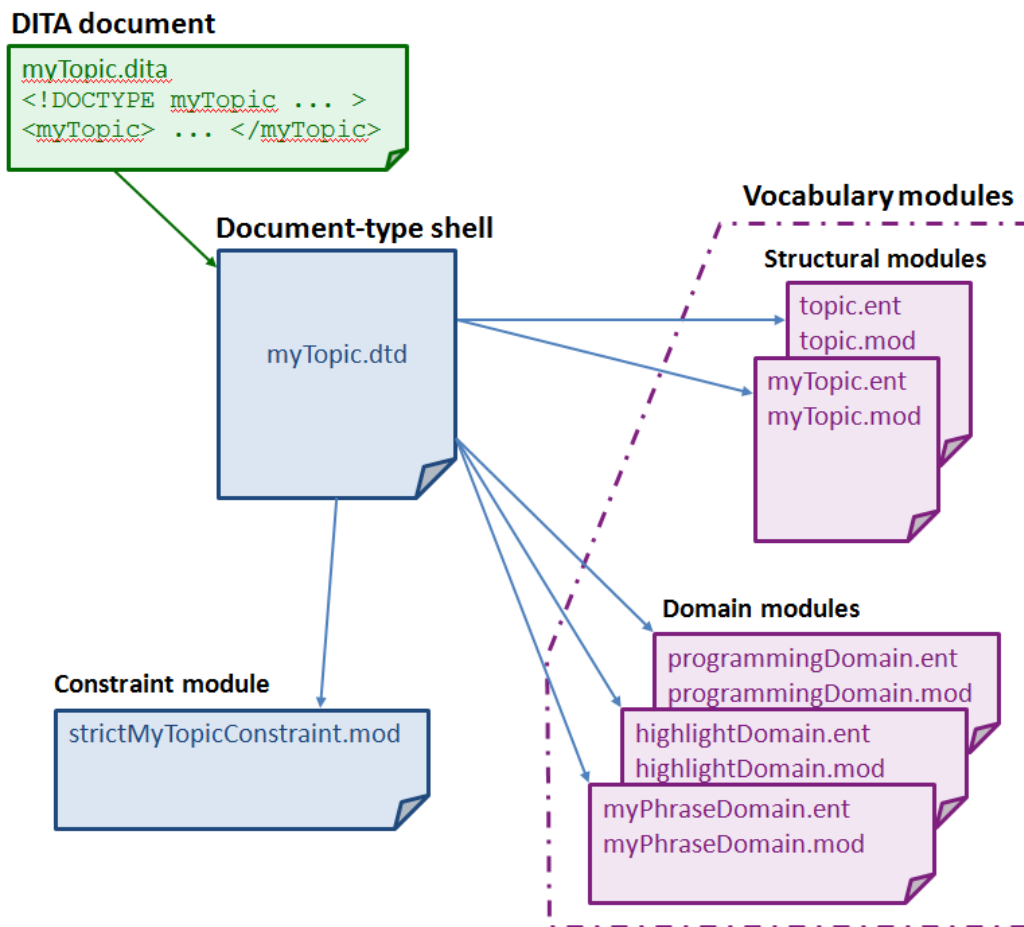 DITA document
myTopic.dita
<!DOCTYPE myTopic ... >
<myTopic> ... </myTopic>
Document-type shell
myTopic.dtd
Vocabulary modules
Structural modules
topic.ent
topic.mod
myTopic.ent
myTopic.mod
Constraint module
strictMyTopicConstraint.mod
Domain modules
programmingDomain.ent
programmingDomain.mod
highlightDomain.ent
highlightDomain.mod
myPhraseDomain.ent
myPhraseDomain.mod